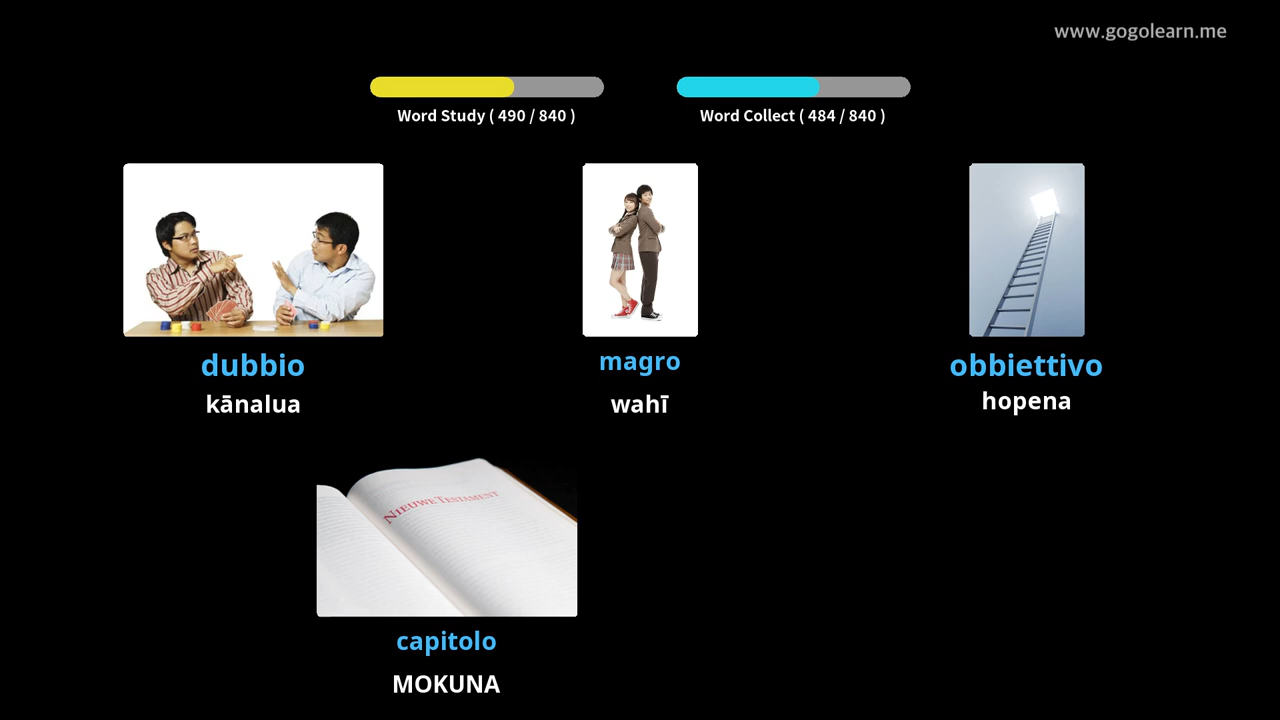 www.gogolearn.me
Word Study ( 490 / 840 )
Word Collect ( 484 / 840 )
dubbio
kānalua
magro
wahī
obbiettivo
hopena
NIEUWE TESTAMENT
capitolo
MOKUNA